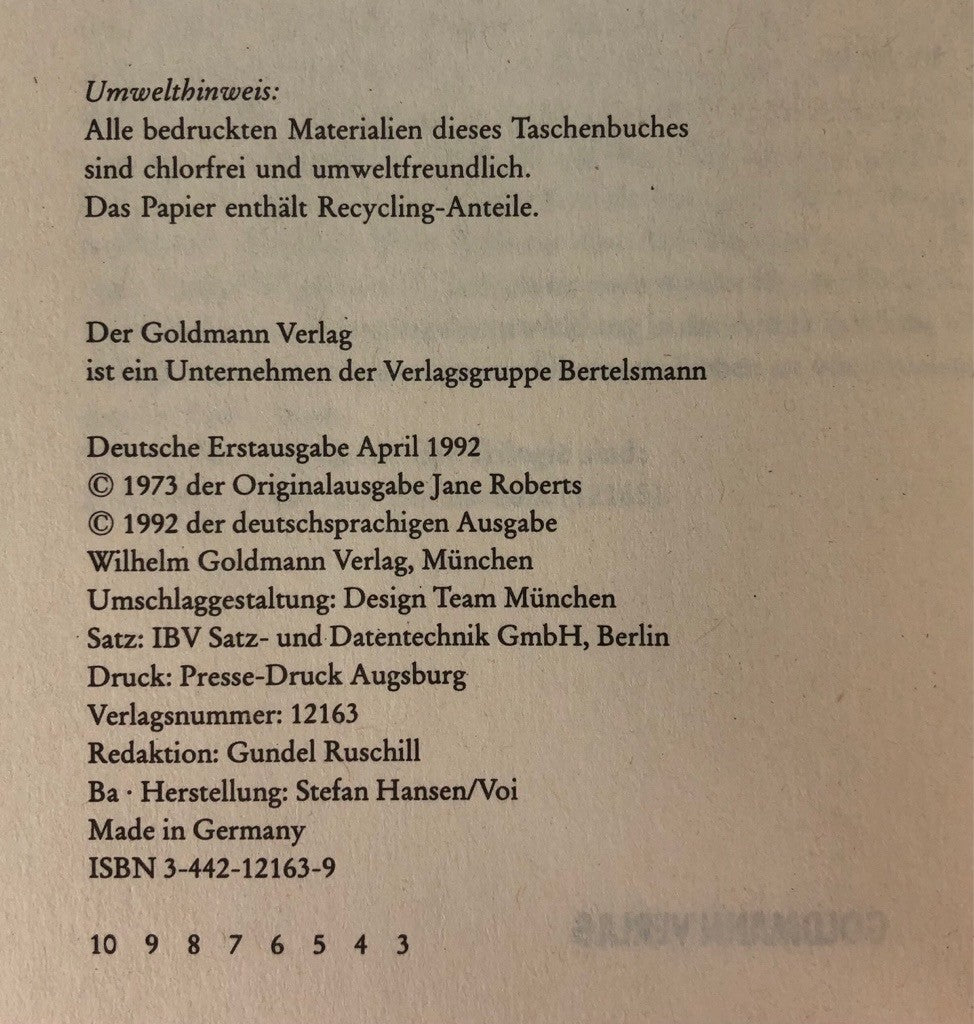 Umwelthinweis:
Alle bedruckten Materialien dieses Taschenbuches
sind chlorfrei und umweltfreundlich.
Das Papier enthält Recycling-Anteile.
Der Goldmann Verlag
ist ein Unternehmen der Verlagsgruppe Bertelsmann
Deutsche Erstausgabe April 1992
© 1973 der Originalausgabe Jane Roberts
© 1992 der deutschsprachigen Ausgabe
Wilhelm Goldmann Verlag, München
Umschlaggestaltung: Design Team München
Satz: IBV Satz- und Datentechnik GmbH, Berlin
Druck: Presse-Druck Augsburg
Verlagsnummer: 12163
Redaktion: Gundel Ruschill
Ba · Herstellung: Stefan Hansen/Voi
Made in Germany
ISBN 3-442-12163-9
10 9 8 7 6 5 4 3
GOLDMANN VERLAG